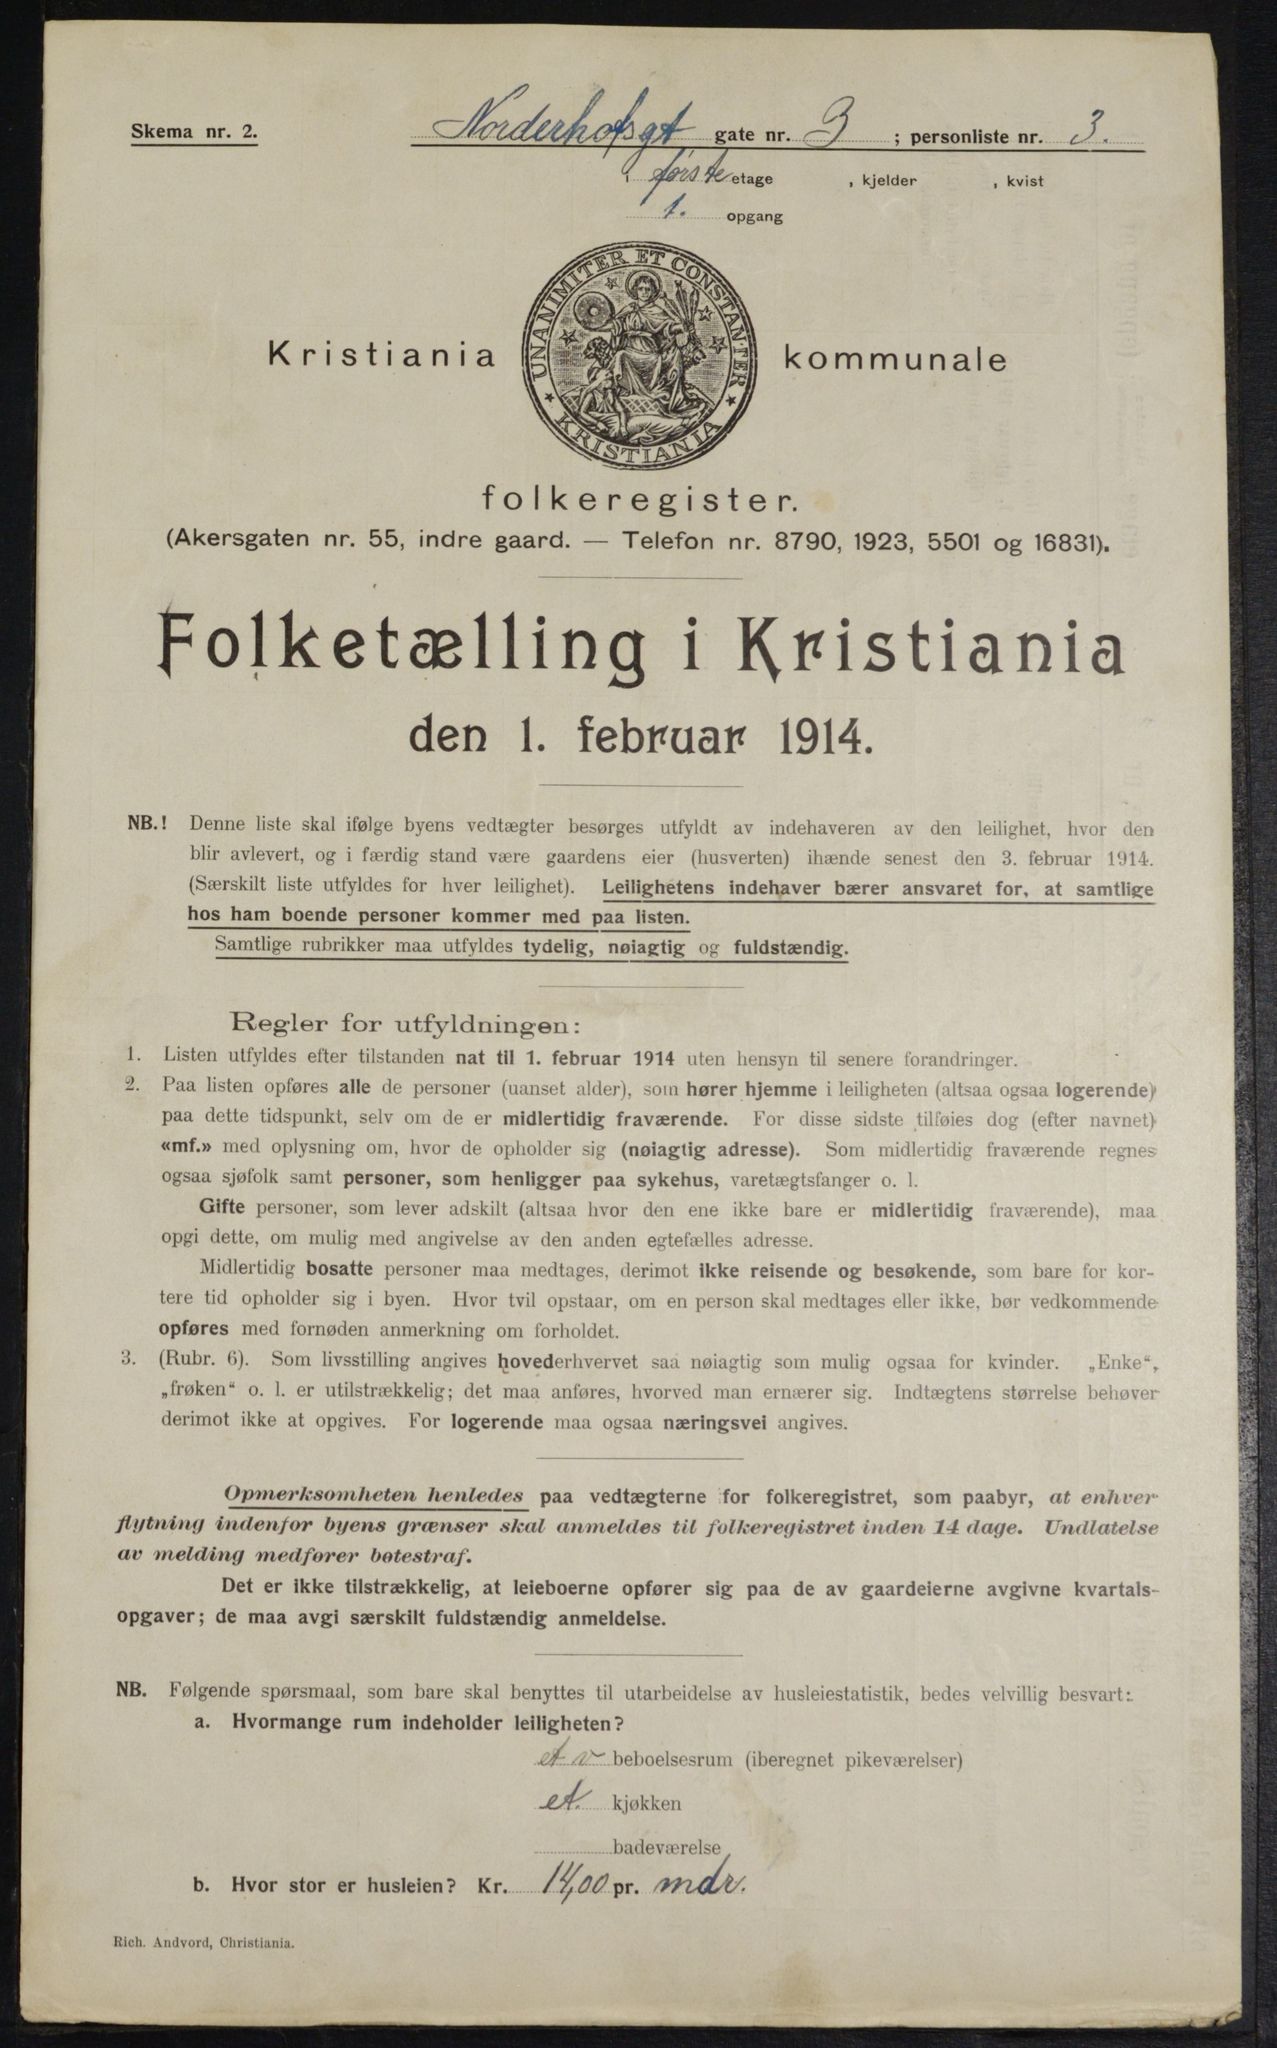 Skema nr. 2. Norderhofsgt gate nr. 3 ; personliste nr. 3.
i første etage , kjelder , kvist
1. opgang
UNANIMITER ET CONSTANTER
KRISTIANIA
Kristiania kommunale
folkeregister.
(Akersgaten nr. 55, indre gaard. — Telefon nr. 8790, 1923, 5501 og 16831).
Folketælling i Kristiania
den 1. februar 1914.
NB.! Denne liste skal ifølge byens vedtægter besørges utfyldt av indehaveren av den leilighet, hvor den
blir avlevert, og i færdig stand være gaardens eier (husverten) ihænde senest den 3. februar 1914.
(Særskilt liste utfyldes for hver leilighet). Leilighetens indehaver bærer ansvaret for, at samtlige
hos ham boende personer kommer med paa listen.
Samtlige rubrikker maa utfyldes tydelig, nøiagtig og fuldstændig.
Regler for utfyldningen:
1. Listen utfyldes efter tilstanden nat til 1. februar 1914 uten hensyn til senere forandringer.
2. Paa listen opføres alle de personer (uanset alder), som hører hjemme i leiligheten (altsaa ogsaa logerende)
paa dette tidspunkt, selv om de er midlertidig fraværende. For disse sidste tilføies dog (efter navnet)
«mf.» med oplysning om, hvor de opholder sig (nøiagtig adresse). Som midlertidig fraværende regnes
ogsaa sjøfolk samt personer, som henligger paa sykehus, varetægtsfanger o. l.
Gifte personer, som lever adskilt (altsaa hvor den ene ikke bare er midlertidig fraværende), maa
opgi dette, om mulig med angivelse av den anden egtefælles adresse.
Midlertidig bosatte personer maa medtages, derimot ikke reisende og besøkende, som bare for kor-
tere tid opholder sig i byen. Hvor tvil opstaar, om en person skal medtages eller ikke, bør vedkommende
opføres med fornøden anmerkning om forholdet.
3. (Rubr. 6). Som livsstilling angives hovederhvervet saa nøiagtig som mulig ogsaa for kvinder. „Enke“,
„frøken“ o. l. er utilstrækkelig; det maa anføres, hvorved man ernærer sig. Indtægtens størrelse behøver
derimot ikke at opgives. For logerende maa ogsaa næringsvei angives.
Opmerksomheten henledes paa vedtægterne for folkeregistret, som paabyr, at enhver
flytning indenfor byens grænser skal anmeldes til folkeregistret inden 14 dage. Undlatelse
av melding medfører bøtestraf.
Det er ikke tilstrækkelig, at leieboerne opfører sig paa de av gaardeierne avgivne kvartals-
opgaver; de maa avgi særskilt fuldstændig anmeldelse.
NB. Følgende spørsmaal, som bare skal benyttes til utarbeidelse av husleiestatistik, bedes velvillig besvart:
a. Hvormange rum indeholder leiligheten?
et v beboelsesrum (iberegnet pikeværelser)
et. kjøkken
badeværelse
b. Hvor stor er husleien? Kr. 14,00 pr. mdr.
Rich. Andvord, Christiania.